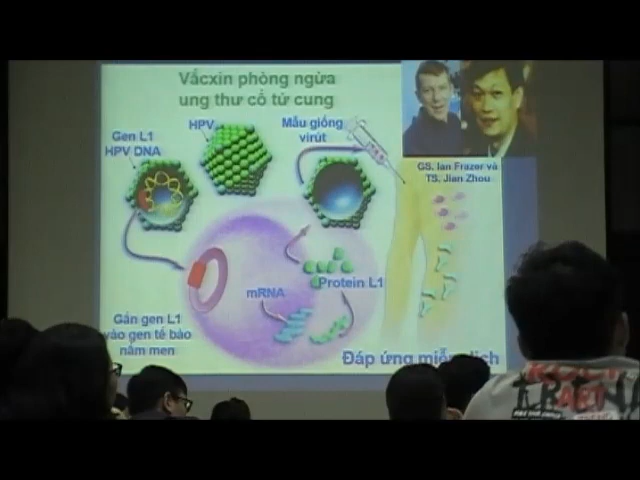 Vắcxin phòng ngừa
ung thư cổ tử cung
Gen L1
HPV DNA
HPV
Mẫu giống
virút
GS. Ian Frazer và
TS. Jian Zhou
mRNA
Protein L1
Gắn gen L1
vào gen tế bào
nấm men
Đáp ứng miễn dịch
ART